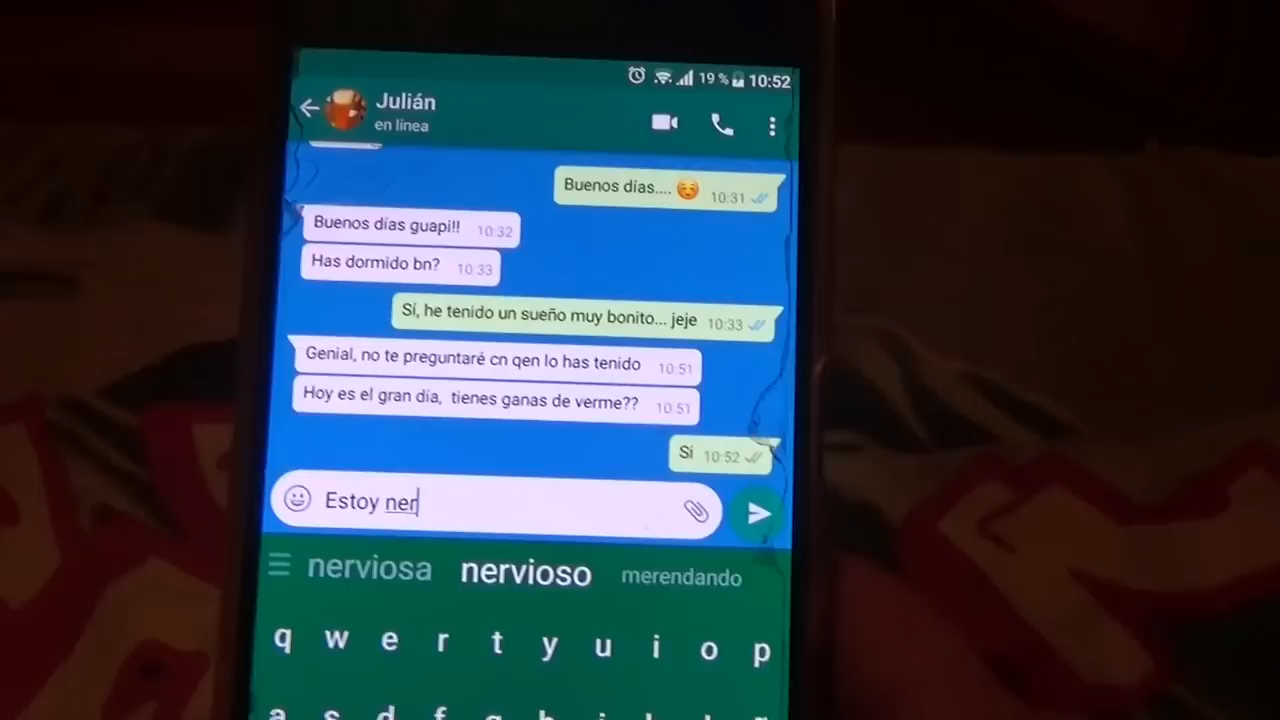 19 % 10:52
Julián
en línea
Buenos días.... ☺️ 10:31
Buenos días guapi!! 10:32
Has dormido bn? 10:33
Sí, he tenido un sueño muy bonito... jeje 10:33
Genial, no te preguntaré cn qen lo has tenido 10:51
Hoy es el gran día, tienes ganas de verme?? 10:51
Si 10:52
Estoy ner
nerviosa nervioso merendando
q w e r t y u i o p
a s d f g h